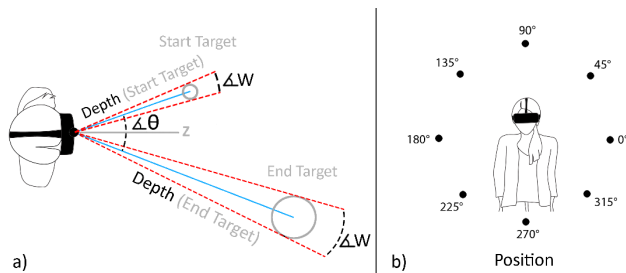 Start Target
Depth (Start Target)
∡W
∡θ
Z
End Target
Depth (End Target)
∡W
a)
90°
135°
45°
180°
0°
225°
315°
270°
b)
Position